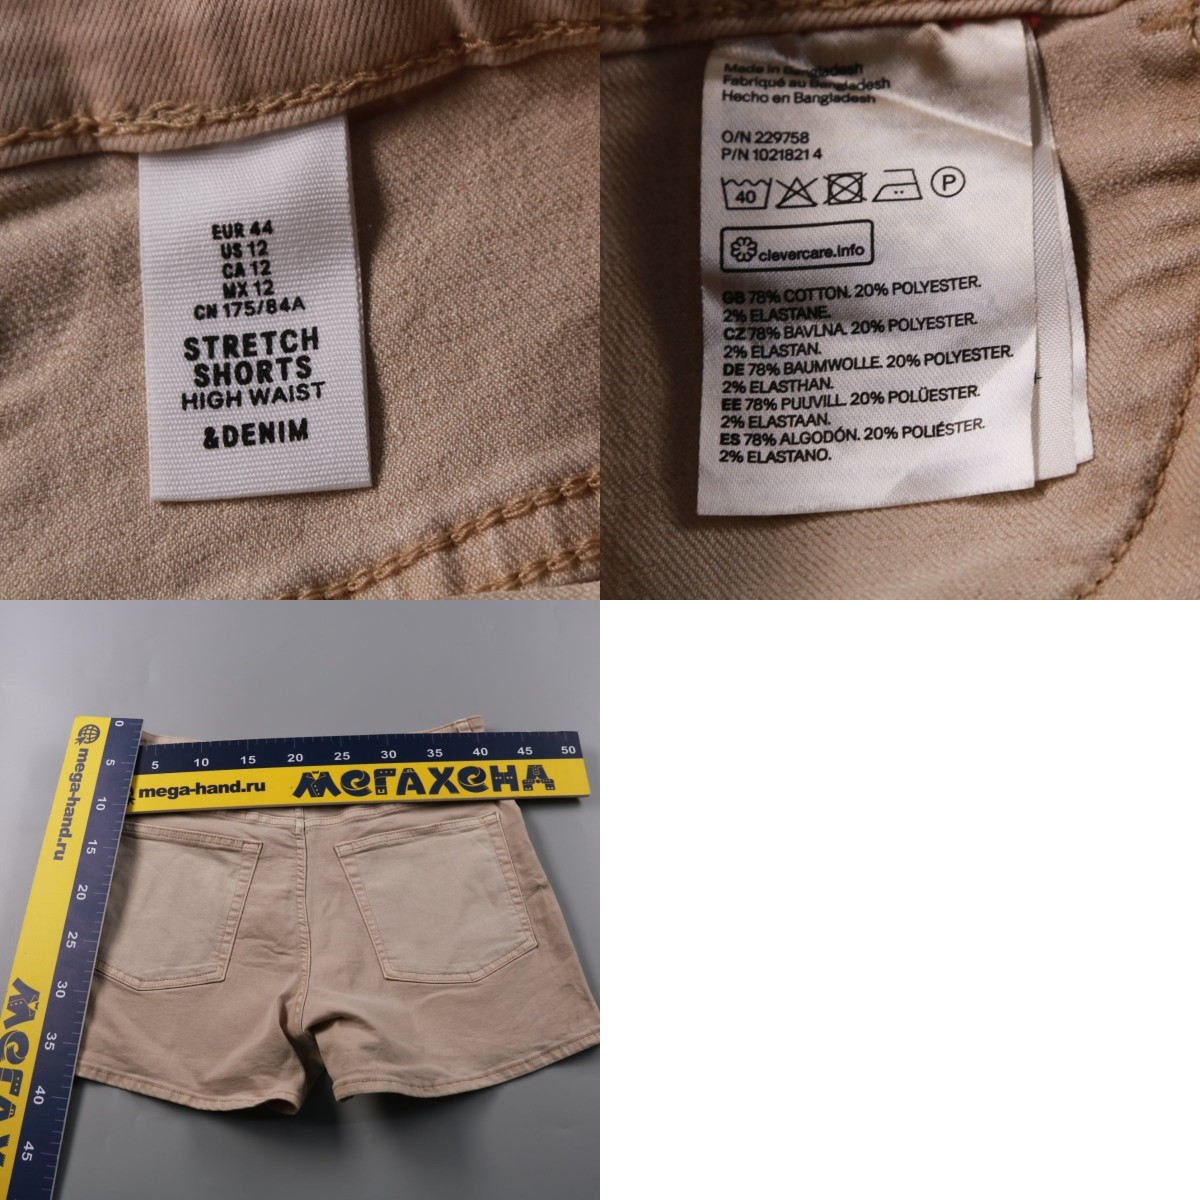 EUR 44
US 12
CA 12
MX 12
CN 175/84A
STRETCH
SHORTS
HIGH WAIST
&DENIM
Made in Bangladesh
Fabriqué au Bangladesh
Hecho en Bangladesh
O/N 229758
P/N 1021821 4
40
P
clevercare.info
GB 78% COTTON. 20% POLYESTER.
2% ELASTANE.
CZ 78% BAVLNA. 20% POLYESTER.
2% ELASTAN.
DE 78% BAUMWOLLE. 20% POLYESTER.
2% ELASTHAN.
EE 78% PUUVILL. 20% POLÜESTER.
2% ELASTAAN.
ES 78% ALGODÓN. 20% POLIÉSTER.
2% ELASTANO.
5 10 15 20 25 30 35 40 45 50
mega-hand.ru МЕГАХЕНД
0 5 10 15 20 25 30 35 40 45
mega-hand.ru МЕГАХ